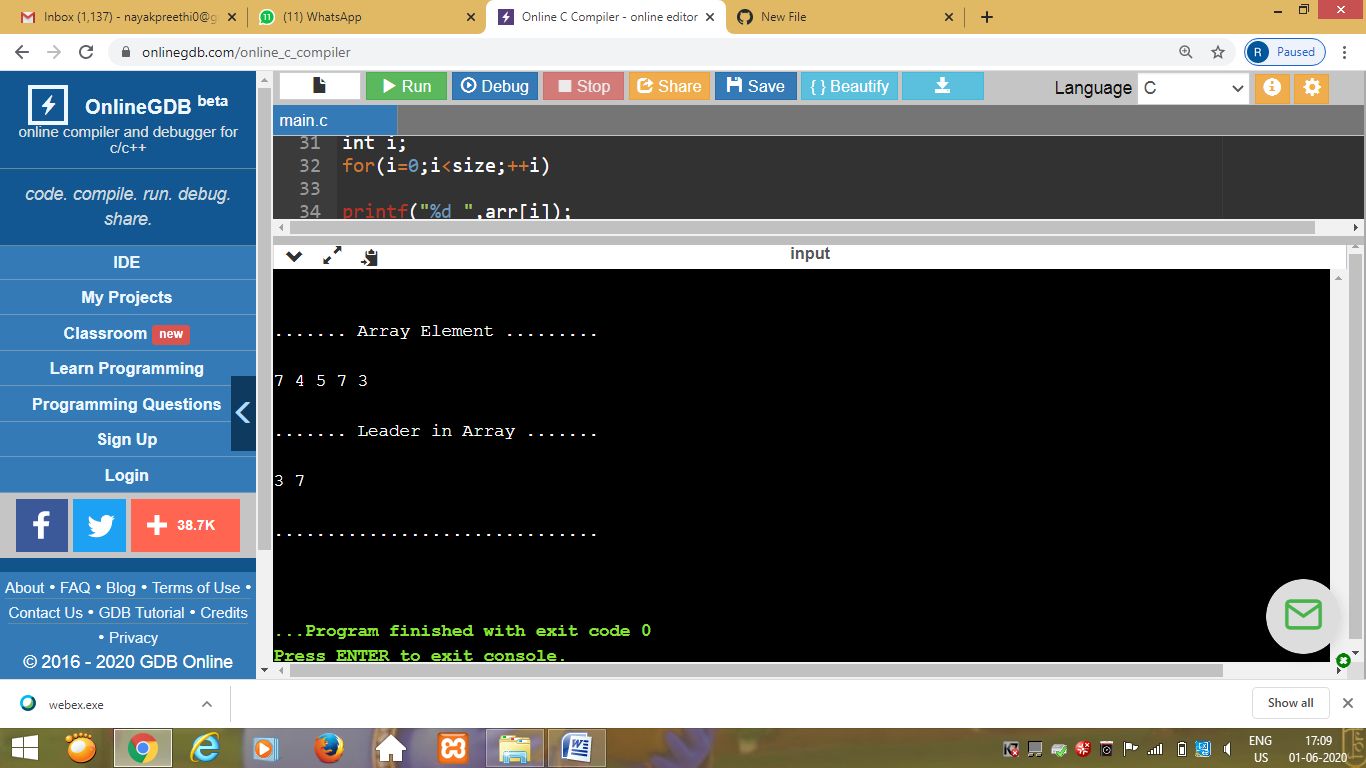 Inbox (1,137) - nayakpreethi0@g
(11) WhatsApp
Online C Compiler - online editor
New File
onlinegdb.com/online_c_compiler
R Paused
OnlineGDB beta
online compiler and debugger for
c/c++
code. compile. run. debug.
share.
IDE
My Projects
Classroom new
Learn Programming
Programming Questions
Sign Up
Login
38.7K
About • FAQ • Blog • Terms of Use •
Contact Us • GDB Tutorial • Credits
• Privacy
© 2016 - 2020 GDB Online
Run Debug Stop Share Save { } Beautify
Language C
main.c
31 int i;
32 for(i=0;i<size;++i)
33
34 printf("%d ",arr[i]);
input
....... Array Element .........
7 4 5 7 3
....... Leader in Array .......
3 7
...............................
...Program finished with exit code 0
Press ENTER to exit console.
webex.exe
Show all
ENG
US
17:09
01-06-2020